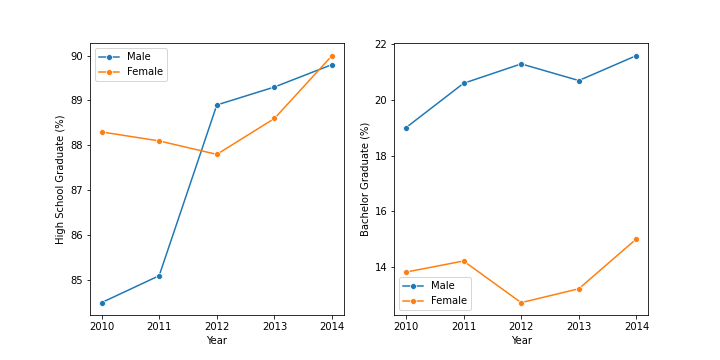 Male
Female
90
89
88
87
86
85
High School Graduate (%)
2010 2011 2012 2013 2014
Year
22
20
18
16
14
Bachelor Graduate (%)
Male
Female
2010 2011 2012 2013 2014
Year